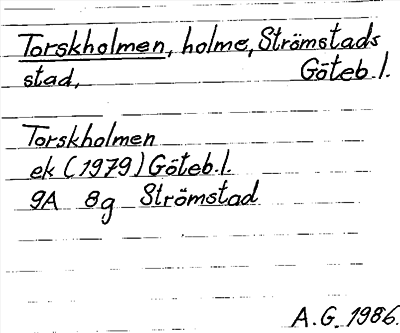 Torskholmen, holme, Strömstads
stad, Göteb.l.
Torskholmen
ek (1979) Göteb.l.
9A 8g Strömstad
A.G. 1986.